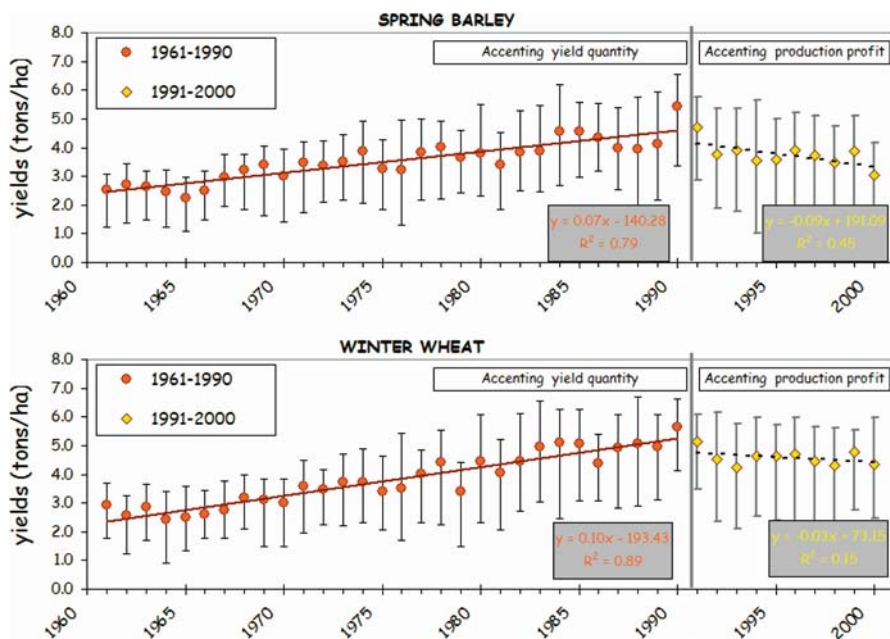 SPRING BARLEY
8.0
7.0
6.0
5.0
4.0
3.0
2.0
1.0
0.0
yields (tons/ha)
1961-1990
1991-2000
Accenting yield quantity
Accenting production profit
y = 0.07x - 140.28
R² = 0.79
y = -0.09x + 191.09
R² = 0.45
1960
1965
1970
1975
1980
1985
1990
1995
2000
WINTER WHEAT
8.0
7.0
6.0
5.0
4.0
3.0
2.0
1.0
0.0
yields (tons/ha)
1961-1990
1991-2000
Accenting yield quantity
Accenting production profit
y = 0.10x - 193.43
R² = 0.89
y = -0.03x + 73.15
R² = 0.15
1960
1965
1970
1975
1980
1985
1990
1995
2000